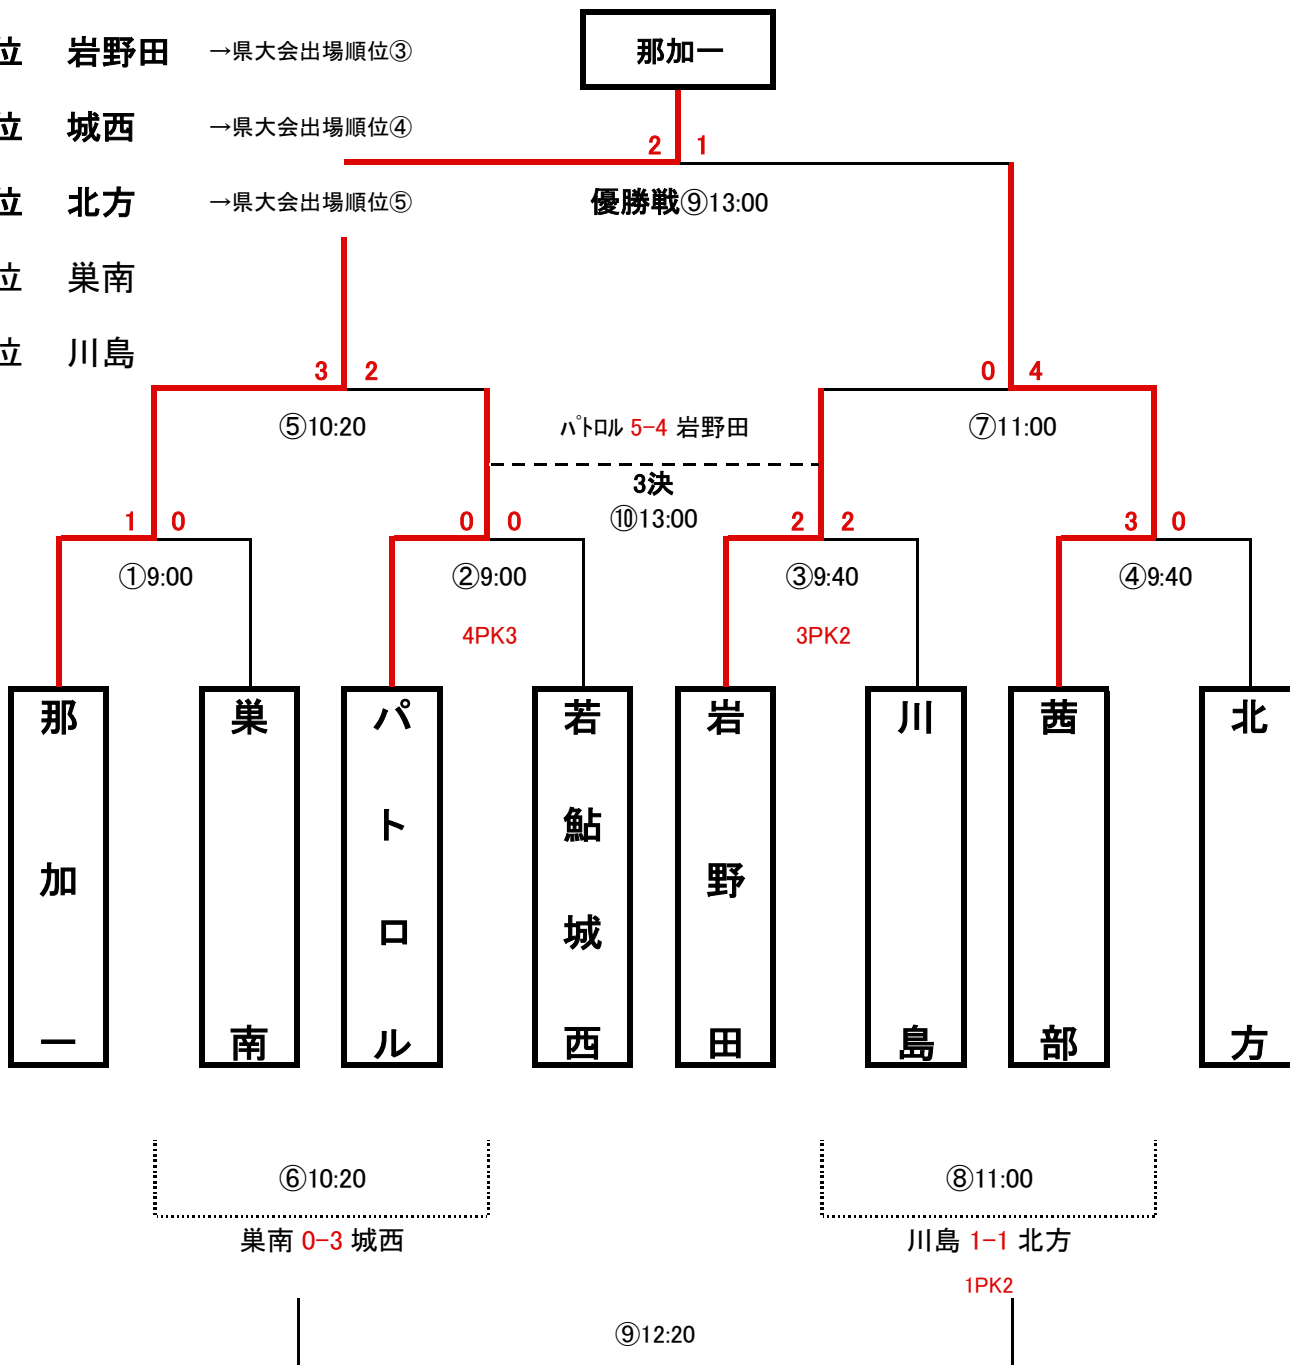 位 岩野田 →県大会出場順位③
那加一
位 城西 →県大会出場順位④
2 1
位 北方 →県大会出場順位⑤
優勝戦⑨13:00
位 巣南
位 川島
3 2
0 4
⑤10:20
パトロル 5-4 岩野田
⑦11:00
3決
⑩13:00
1 0
0 0
2 2
3 0
①9:00
②9:00
③9:40
④9:40
4PK3
3PK2
那加一
巣南
パトロル
若鮎城西
岩野田
川島
茜部
北方
⑥10:20
⑧11:00
巣南 0-3 城西
川島 1-1 北方
1PK2
⑨12:20